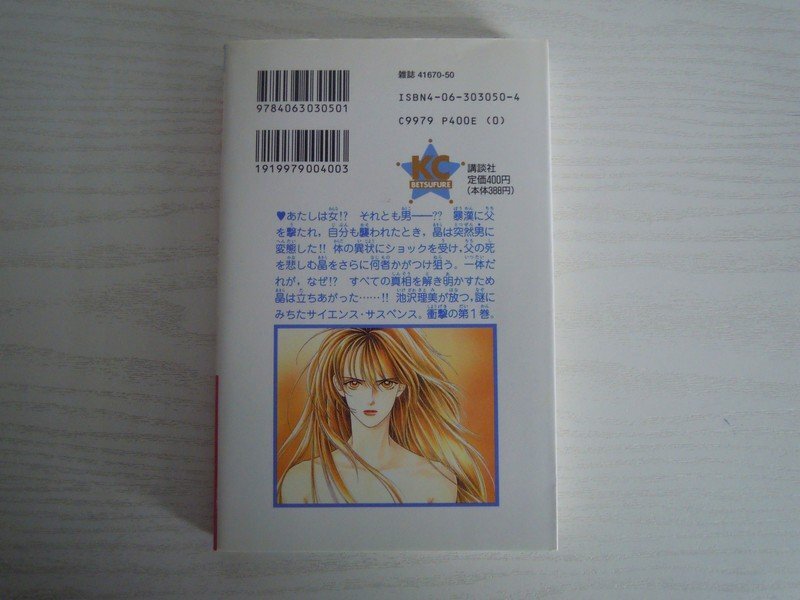 雑誌 41670-50
ISBN4-06-303050-4
9784063030501
C9979 P400E (0)
1919979004003
KC
BETSUFURE
講談社
定価400円
(本体388円)
♥あたしは女!? それとも男――?? 暴漢に父
を撃たれ，自分も襲われたとき，晶は突然男に
変態した!! 体の異状にショックを受け，父の死
を悲しむ晶をさらに何者かがつけ狙う。一体だ
れが，なぜ!? すべての真相を解き明かすため
晶は立ちあがった……!! 池沢理美が放つ，謎に
みちたサイエンス・サスペンス。衝撃の第1巻。